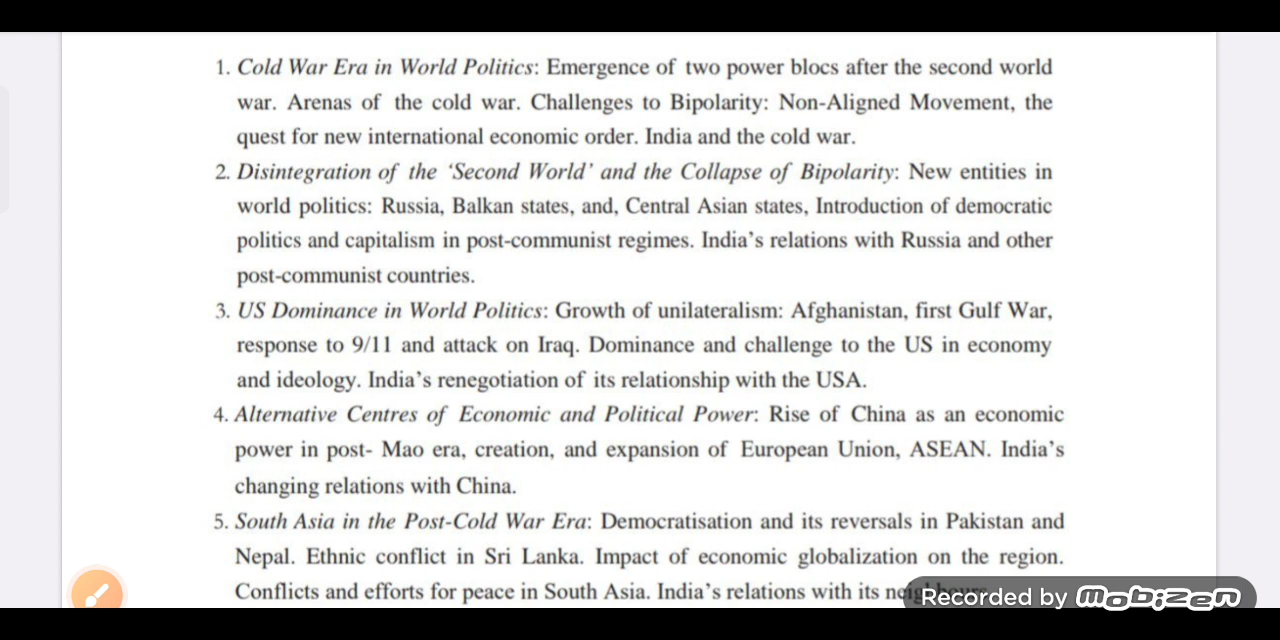 1. Cold War Era in World Politics: Emergence of two power blocs after the second world
war. Arenas of the cold war. Challenges to Bipolarity: Non-Aligned Movement, the
quest for new international economic order. India and the cold war.
2. Disintegration of the ‘Second World’ and the Collapse of Bipolarity: New entities in
world politics: Russia, Balkan states, and, Central Asian states, Introduction of democratic
politics and capitalism in post-communist regimes. India’s relations with Russia and other
post-communist countries.
3. US Dominance in World Politics: Growth of unilateralism: Afghanistan, first Gulf War,
response to 9/11 and attack on Iraq. Dominance and challenge to the US in economy
and ideology. India’s renegotiation of its relationship with the USA.
4. Alternative Centres of Economic and Political Power: Rise of China as an economic
power in post- Mao era, creation, and expansion of European Union, ASEAN. India’s
changing relations with China.
5. South Asia in the Post-Cold War Era: Democratisation and its reversals in Pakistan and
Nepal. Ethnic conflict in Sri Lanka. Impact of economic globalization on the region.
Conflicts and efforts for peace in South Asia. India’s relations with its
Recorded by Mobizen